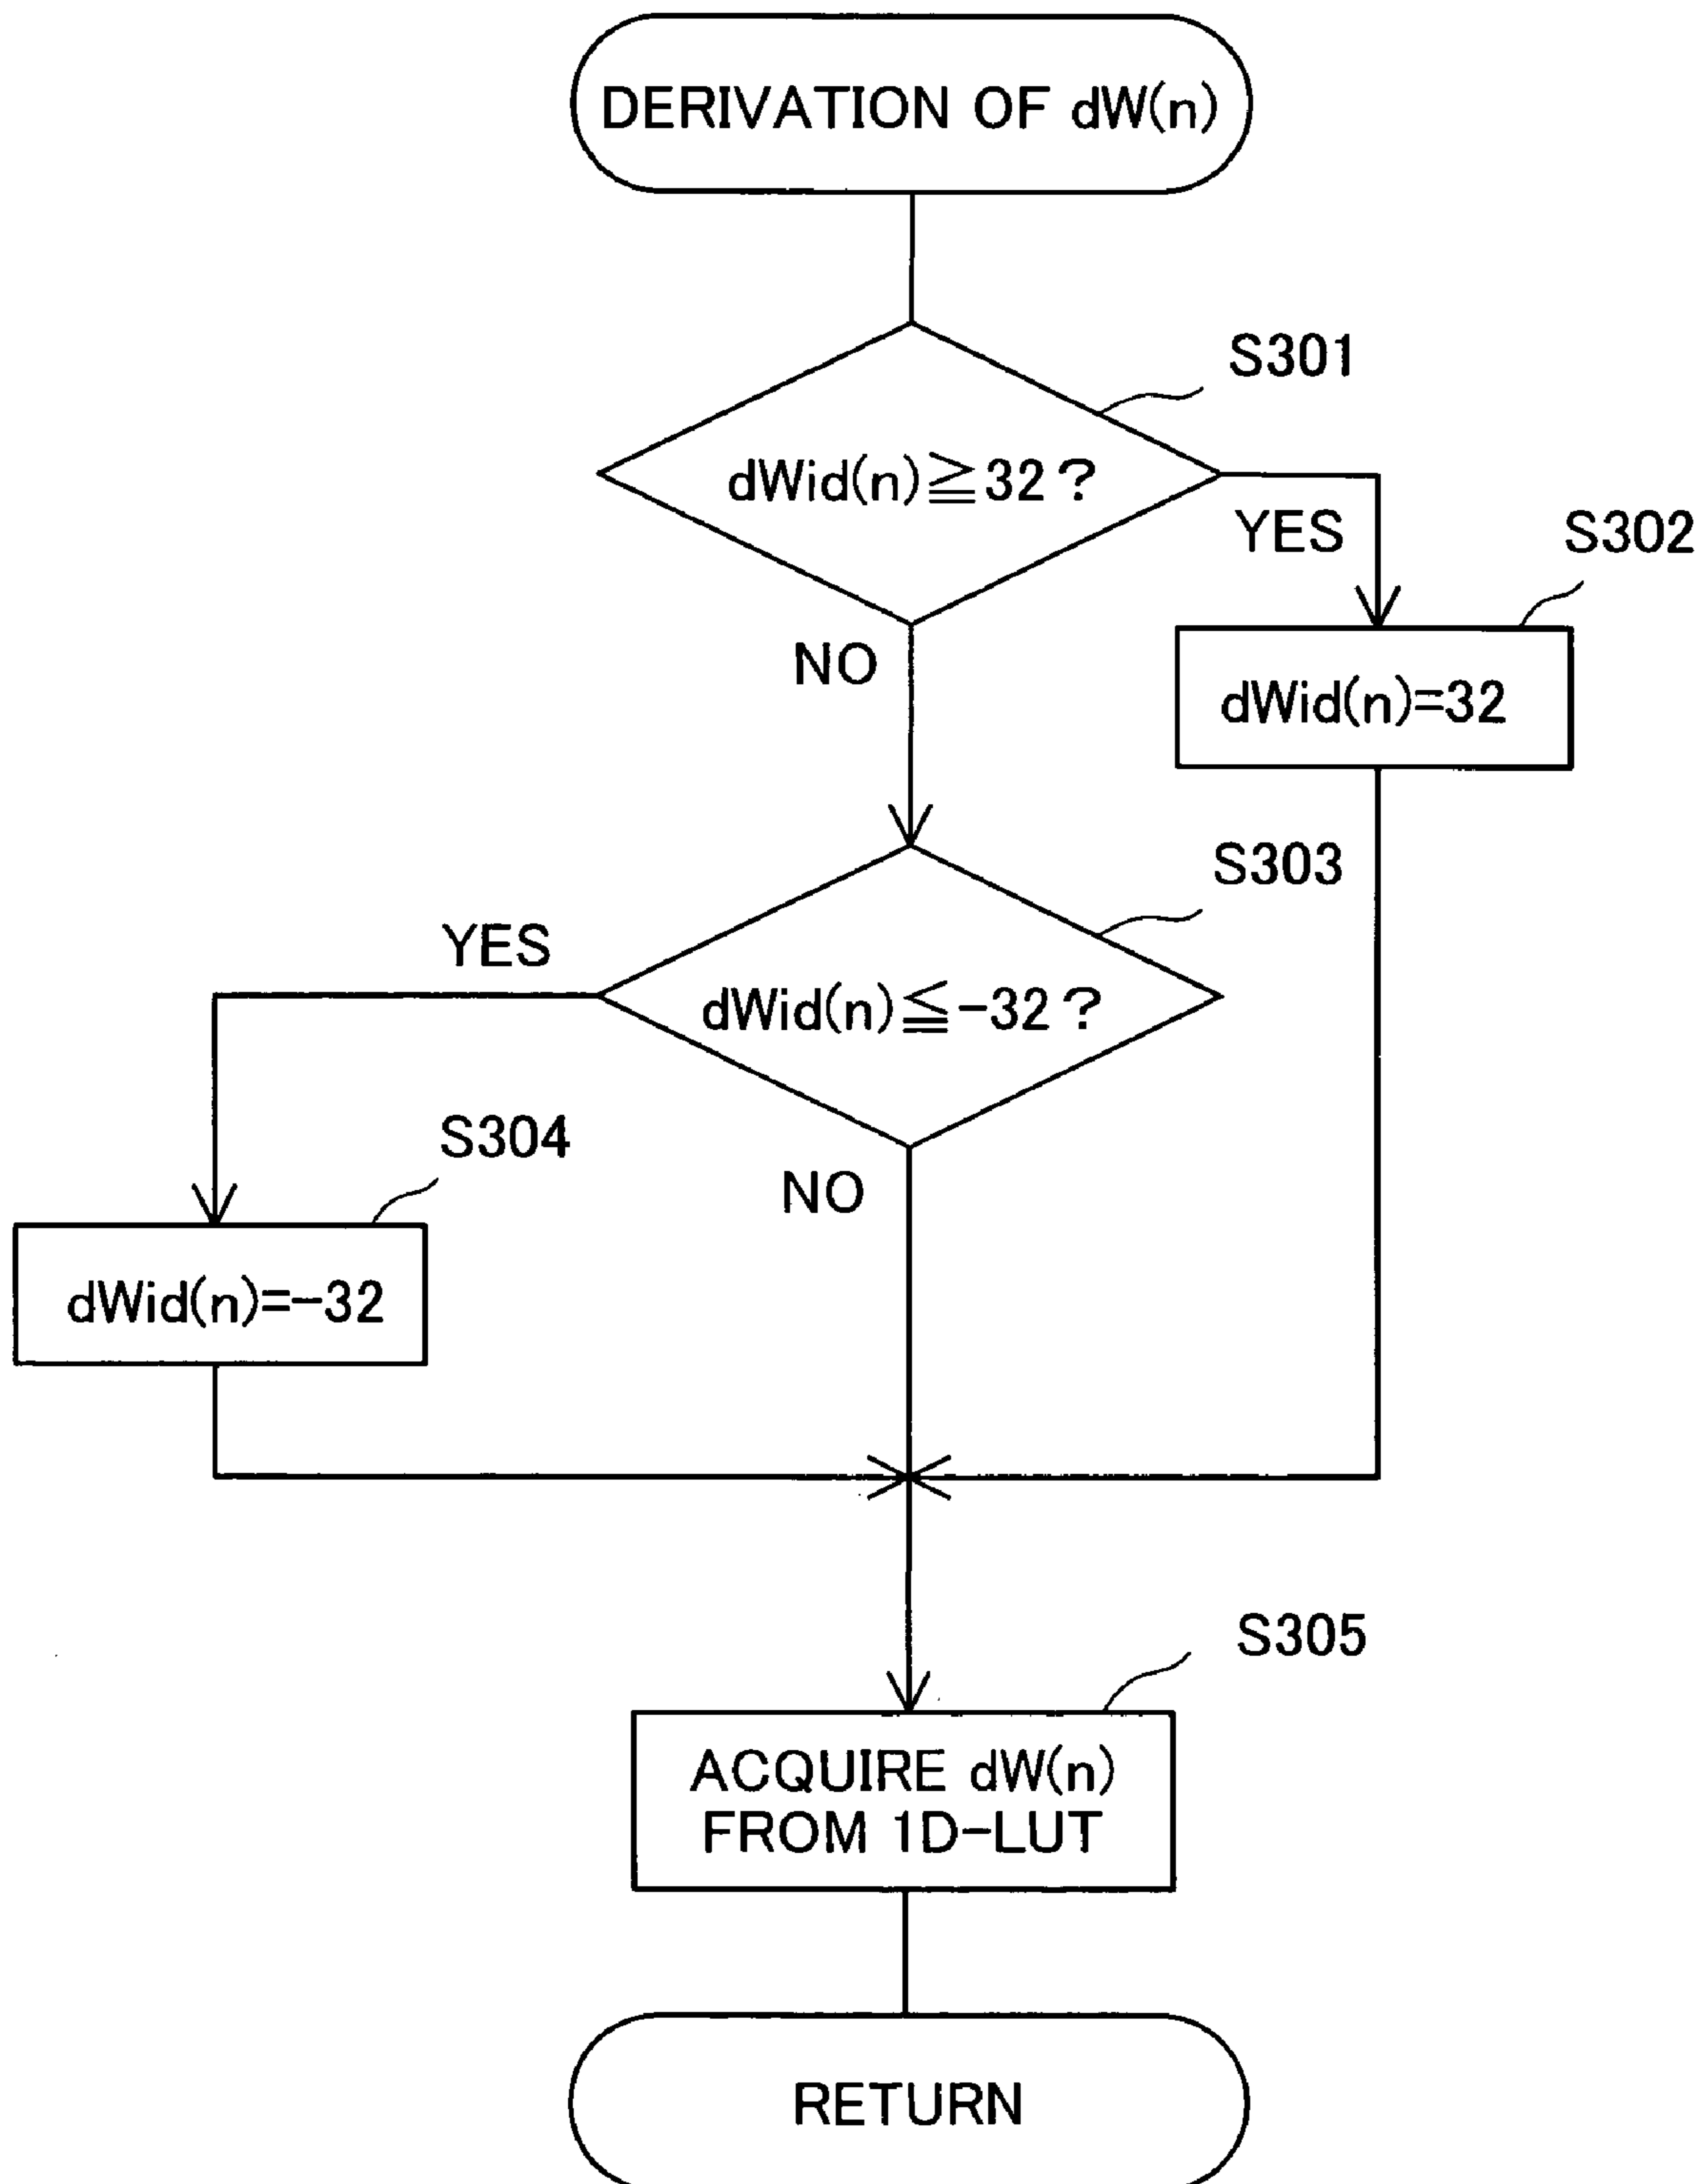 DERIVATION OF dW(n)
S301
dWid(n)≧32?
YES
S302
NO
dWid(n)=32
S303
YES
dWid(n)≦-32?
S304
NO
dWid(n)=-32
S305
ACQUIRE dW(n)
FROM 1D-LUT
RETURN